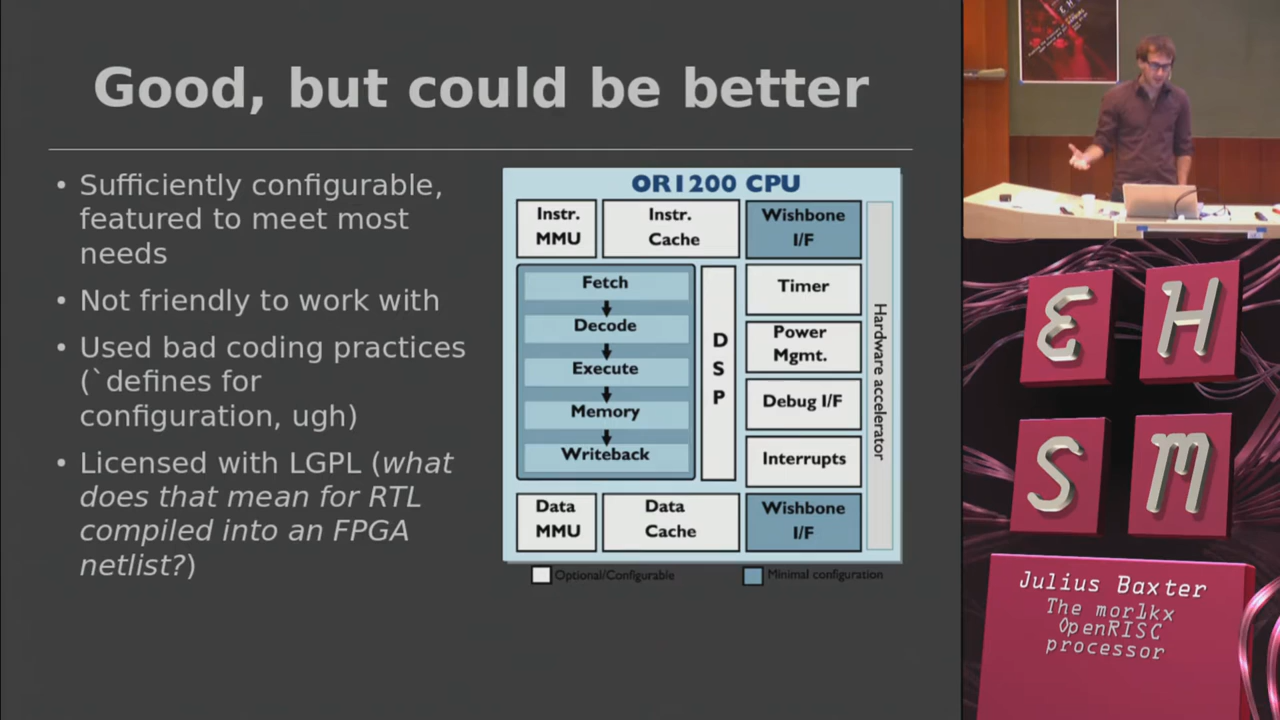 Good, but could be better
• Sufficiently configurable,
featured to meet most
needs
• Not friendly to work with
• Used bad coding practices
(`defines for
configuration, ugh)
• Licensed with LGPL (what
does that mean for RTL
compiled into an FPGA
netlist?)
OR1200 CPU
Instr.
MMU
Instr.
Cache
Wishbone
I/F
Fetch
Decode
Execute
Memory
Writeback
D
S
P
Timer
Power
Mgmt.
Debug I/F
Interrupts
Hardware accelerator
Data
MMU
Data
Cache
Wishbone
I/F
Optional/Configurable
Minimal configuration
E H
S M
Julius Baxter
The mor1kx
OpenRISC
processor